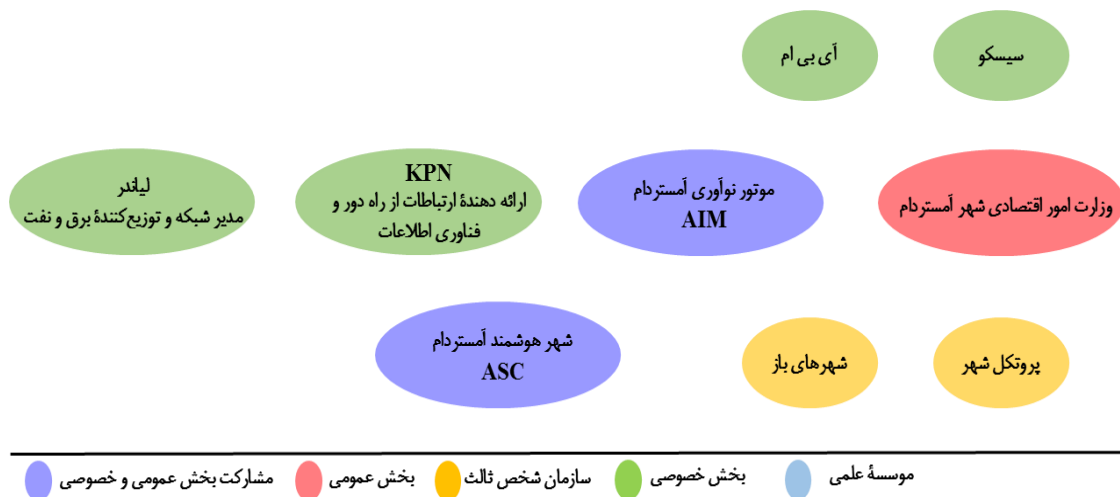 سیسکو
آی بی ام
وزارت امور اقتصادی شهر آمستردام
موتور نوآوری آمستردام
AIM
KPN
ارائه دهندهٔ ارتباطات از راه دور و
فناوری اطلاعات
لیاندر
مدیر شبکه و توزیع‌کنندهٔ برق و نفت
پروتکل شهر
شهرهای باز
شهر هوشمند آمستردام
ASC
موسسهٔ علمی
بخش خصوصی
سازمان شخص ثالث
بخش عمومی
مشارکت بخش عمومی و خصوصی